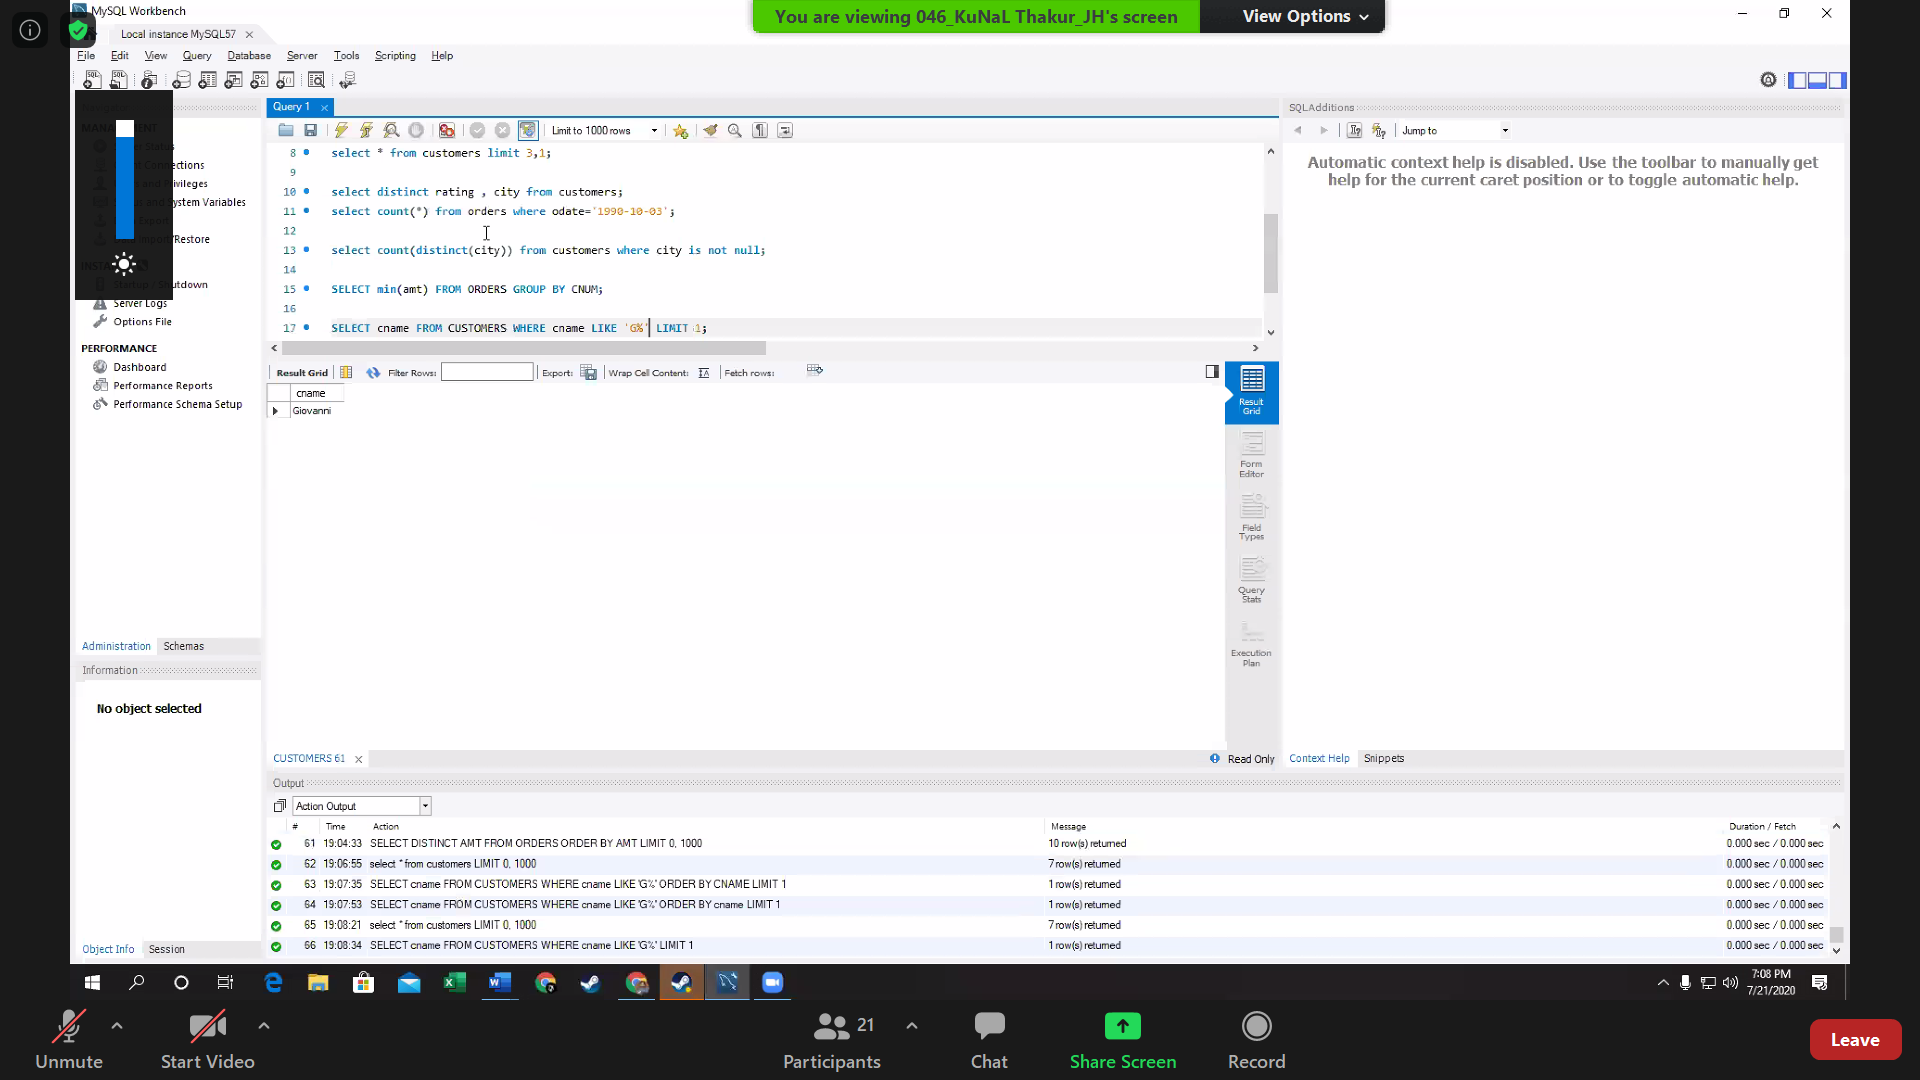 MySQL Workbench
You are viewing 046_KuNaL Thakur_JH's screen
View Options
Local instance MySQL57
File Edit View Query Database Server Tools Scripting Help
Query 1
SQLAdditions
Limit to 1000 rows
Jump to
Automatic context help is disabled. Use the toolbar to manually get
help for the current caret position or to toggle automatic help.
8 select * from customers limit 3,1;
9
10 select distinct rating , city from customers;
11 select count(*) from orders where odate='1990-10-03';
12
13 select count(distinct(city)) from customers where city is not null;
14
15 SELECT min(amt) FROM ORDERS GROUP BY CNUM;
16
17 SELECT cname FROM CUSTOMERS WHERE cname LIKE 'G%' LIMIT 1;
Server Logs
Options File
PERFORMANCE
Dashboard
Performance Reports
Performance Schema Setup
Result Grid Filter Rows: Export: Wrap Cell Content: Fetch rows:
cname
Giovanni
Result
Grid
Form
Editor
Field
Types
Query
Stats
Execution
Plan
Administration Schemas
Information
No object selected
CUSTOMERS 61
Read Only
Context Help Snippets
Output
Action Output
# Time Action Message Duration / Fetch
61 19:04:33 SELECT DISTINCT AMT FROM ORDERS ORDER BY AMT LIMIT 0, 1000 10 row(s) returned 0.000 sec / 0.000 sec
62 19:06:55 select * from customers LIMIT 0, 1000 7 row(s) returned 0.000 sec / 0.000 sec
63 19:07:35 SELECT cname FROM CUSTOMERS WHERE cname LIKE 'G%' ORDER BY CNAME LIMIT 1 1 row(s) returned 0.000 sec / 0.000 sec
64 19:07:53 SELECT cname FROM CUSTOMERS WHERE cname LIKE 'G%' ORDER BY cname LIMIT 1 1 row(s) returned 0.000 sec / 0.000 sec
65 19:08:21 select * from customers LIMIT 0, 1000 7 row(s) returned 0.000 sec / 0.000 sec
66 19:08:34 SELECT cname FROM CUSTOMERS WHERE cname LIKE 'G%' LIMIT 1 1 row(s) returned 0.000 sec / 0.000 sec
Object Info Session
7:08 PM
7/21/2020
Unmute
Start Video
21
Participants
Chat
Share Screen
Record
Leave